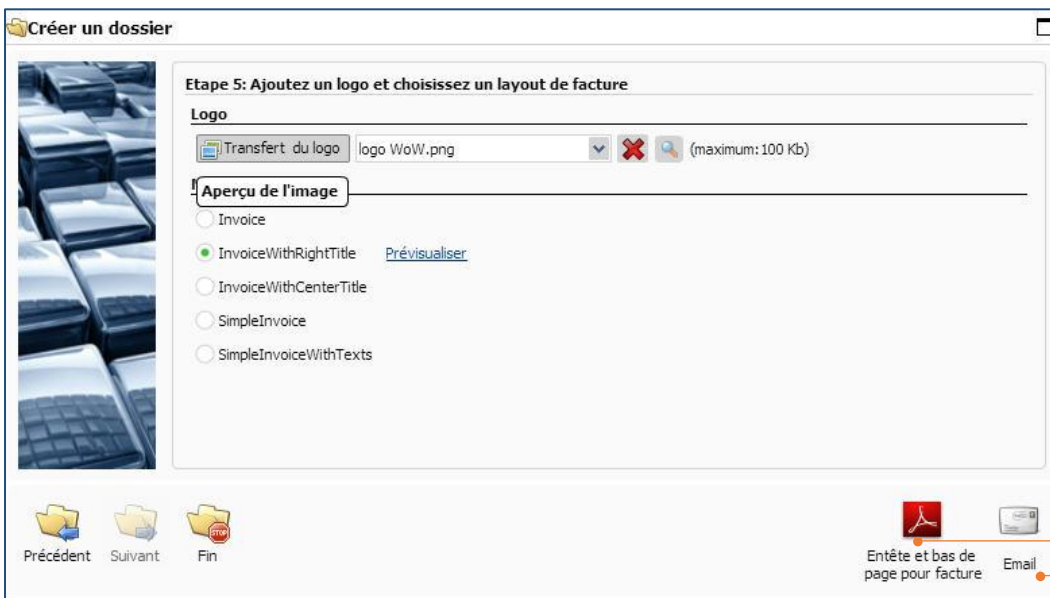 Créer un dossier
Etape 5: Ajoutez un logo et choisissez un layout de facture
Logo
Transfert du logo logo WoW.png (maximum: 100 Kb)
Aperçu de l'image
Invoice
InvoiceWithRightTitle Prévisualiser
InvoiceWithCenterTitle
SimpleInvoice
SimpleInvoiceWithTexts
Précédent Suivant Fin STOP
Entête et bas de page pour facture
Email